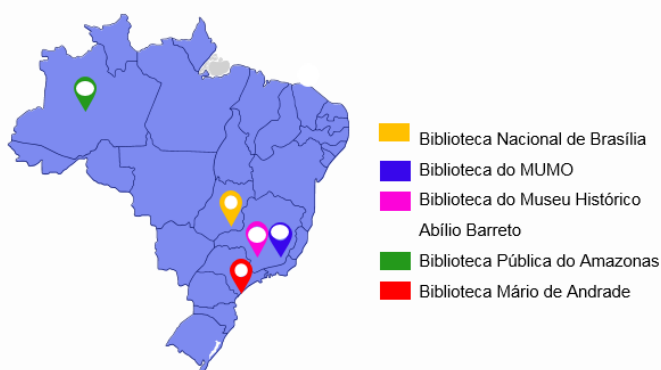 Biblioteca Nacional de Brasília
Biblioteca do MUMO
Biblioteca do Museu Histórico
Abílio Barreto
Biblioteca Pública do Amazonas
Biblioteca Mário de Andrade